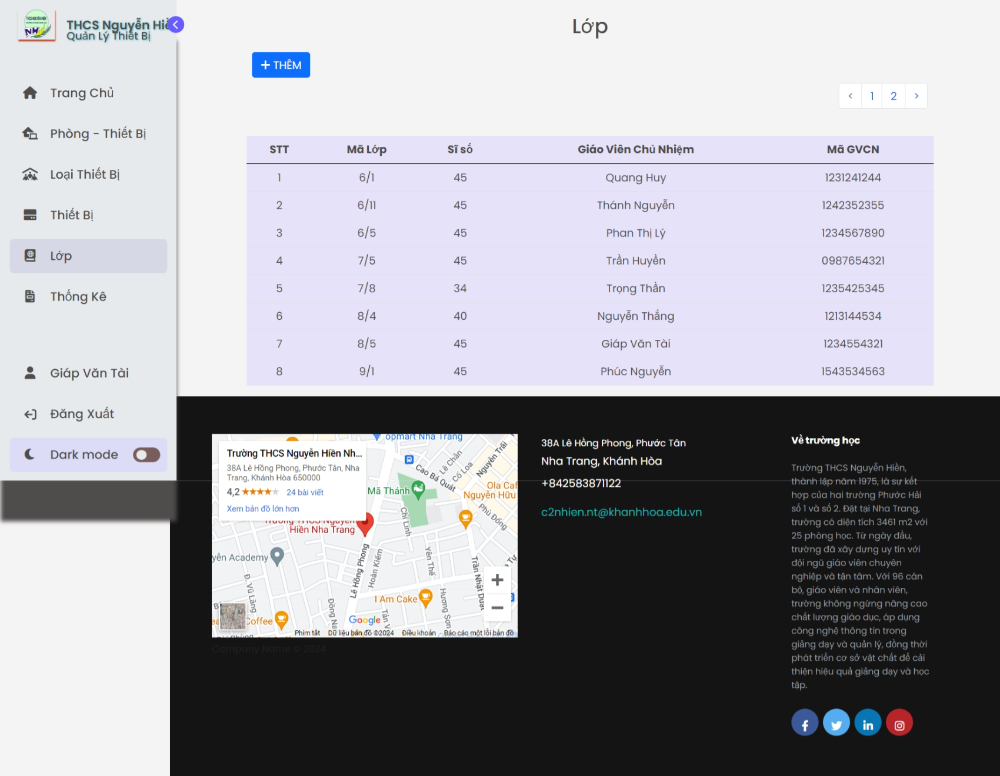 THCS Nguyễn Hiề
Quản Lý Thiết Bị
Trang Chủ
Phòng - Thiết Bị
Loại Thiết Bị
Thiết Bị
Lớp
Thống Kê
Giáp Văn Tài
Đăng Xuất
Dark mode
Lớp
+ THÊM
< 1 2 >
STT Mã Lớp Sĩ số Giáo Viên Chủ Nhiệm Mã GVCN
1 6/1 45 Quang Huy 1231241244
2 6/11 45 Thánh Nguyễn 1242352355
3 6/5 45 Phan Thị Lý 1234567890
4 7/5 45 Trần Huyền 0987654321
5 7/8 34 Trọng Thần 1235425345
6 8/4 40 Nguyễn Thắng 1213144534
7 8/5 45 Giáp Văn Tài 1234554321
8 9/1 45 Phúc Nguyễn 1543534563
Trường THCS Nguyễn Hiền Nh...
38A Lê Hồng Phong, Phước Tân, Nha
Trang, Khánh Hòa 650000
4,2 24 bài viết
Xem bản đồ lớn hơn
opmart Nha Trang
Lê Chân
Cổ Loa
Nguyễn Trãi
Cao Bá Quát
Mã Thánh
Ola Caf
Nguyễn Hữu
Phù Đổng
Chí Linh
Trường THCS Nguyễn
Hiền Nha Trang
yễn Academy
Lê Hồng Phong
Hoàn Kiếm
Yên Thế
Trần Nhật Duật
Đ. Vũ Lăng
I Am Cake
Hương Sơn
Đồng Na
Tân V
Coffee
Google
Phím tắt Dữ liệu bản đồ ©2024 Điều khoản Báo cáo một lỗi bản đồ
Company Name © 2024
38A Lê Hồng Phong, Phước Tân
Nha Trang, Khánh Hòa
+842583871122
c2nhien.nt@khanhhoa.edu.vn
Về trường học
Trường THCS Nguyễn Hiền,
thành lập năm 1975, là sự kết
hợp của hai trường Phước Hải
số 1 và số 2. Đặt tại Nha Trang,
trường có diện tích 3461 m2 với
25 phòng học. Từ ngày đầu,
trường đã xây dựng uy tín với
đội ngũ giáo viên chuyên
nghiệp và tận tâm. Với 96 cán
bộ, giáo viên và nhân viên,
trường không ngừng nâng cao
chất lượng giáo dục, áp dụng
công nghệ thông tin trong
giảng dạy và quản lý, đồng thời
phát triển cơ sở vật chất để cải
thiện hiệu quả giảng dạy và học
tập.